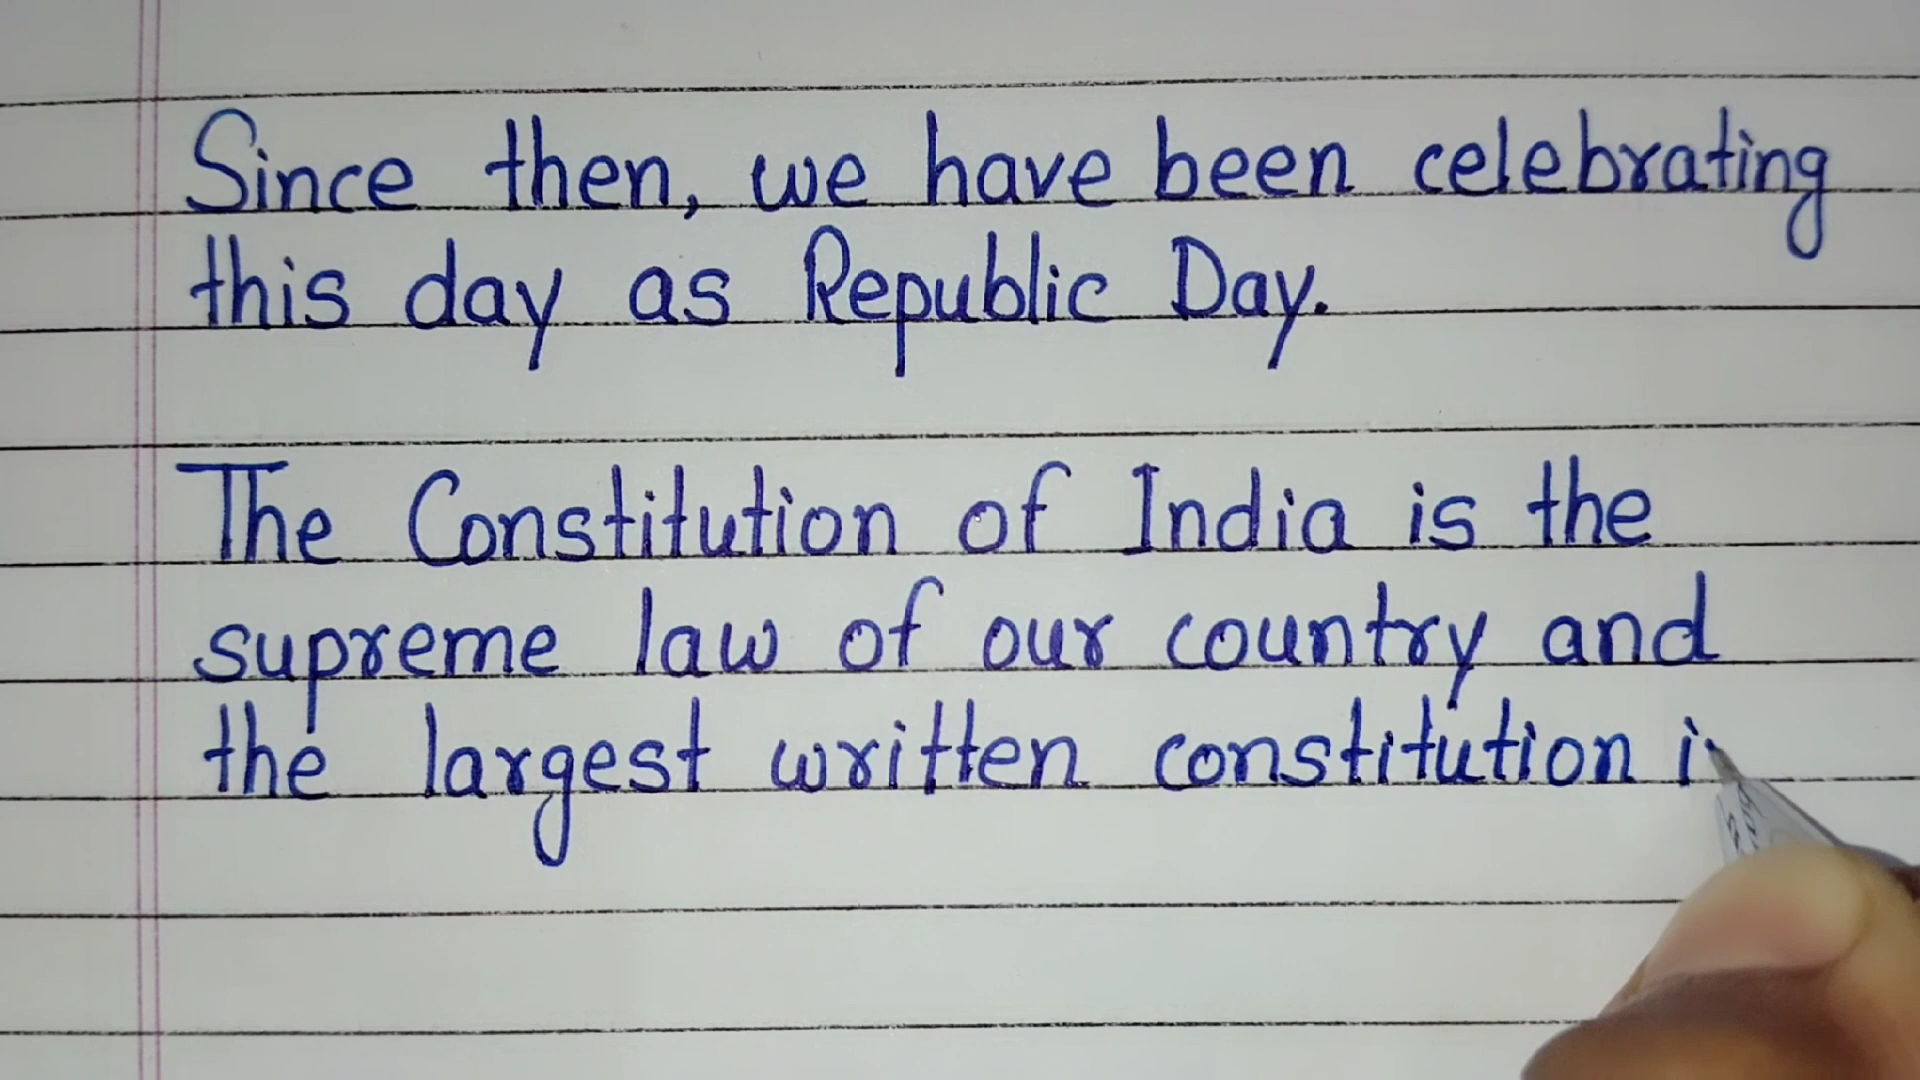 Since then, we have been celebrating
this day as Republic Day.
The Constitution of India is the
supreme law of our country and
the largest written constitution i